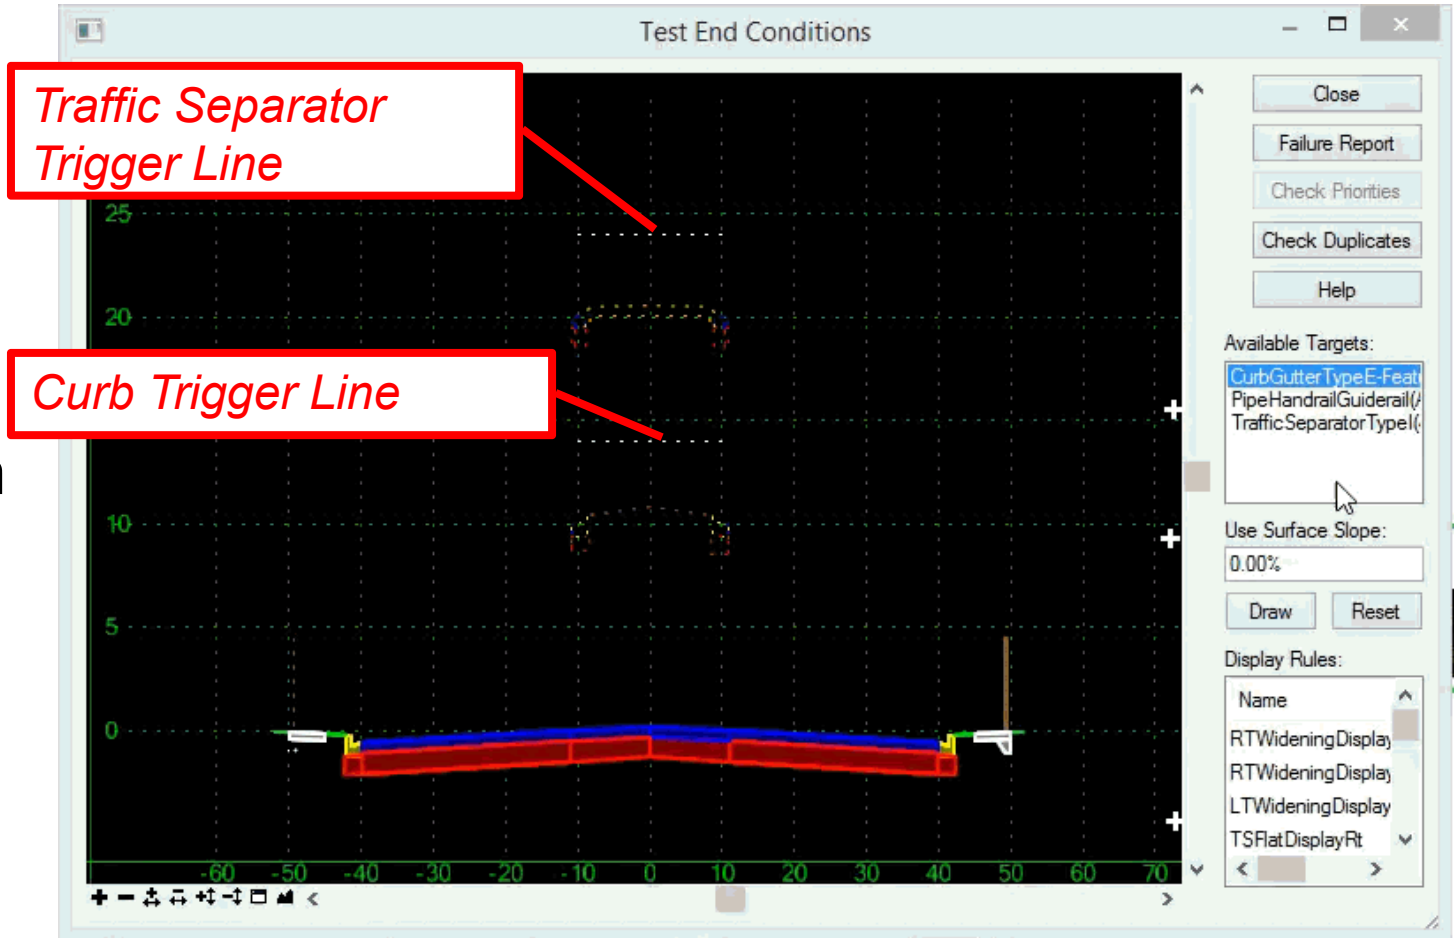 Test End Conditions
Traffic Separator
Trigger Line
Curb Trigger Line
25
20
10
5
0
-60 -50 -40 -30 -20 -10 0 10 20 30 40 50 60 70
n
Close
Failure Report
Check Priorities
Check Duplicates
Help
Available Targets:
CurbGutterTypeE-Featu
PipeHandrailGuiderail(A
TrafficSeparatorTypeI(
Use Surface Slope:
0.00%
Draw Reset
Display Rules:
Name
RTWideningDisplay
RTWideningDisplay
LTWideningDisplay
TSFlatDisplayRt